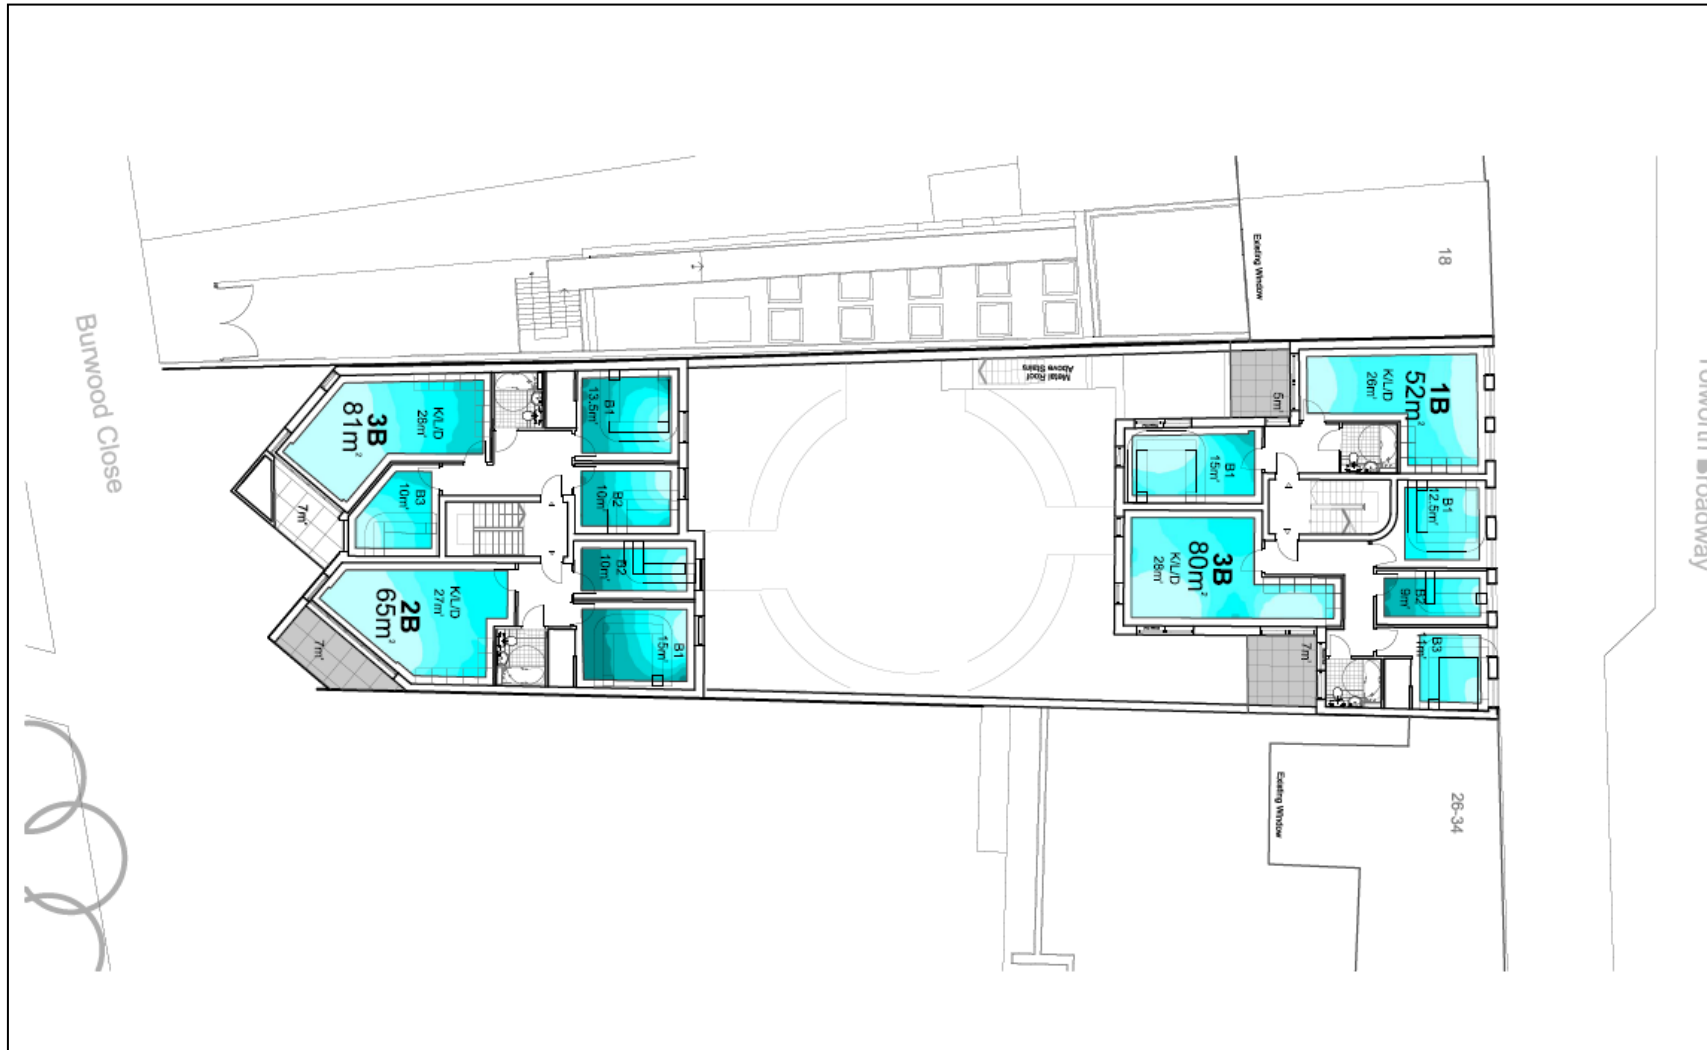 Burwood Close
3B
81m²
K/L/D
28m²
B1
13.5m²
B2
10m²
B3
10m²
7m²
2B
65m²
K/L/D
27m²
B2
10m²
B1
15m²
7m²
Metal Roof
Above Stairs
Existing Window
18
5m²
1B
52m²
K/L/D
26m²
B1
15m²
3B
80m²
K/L/D
28m²
B1
12.5m²
B2
9m²
B3
11m²
7m²
Existing Window
26-34
Tolworth Broadway